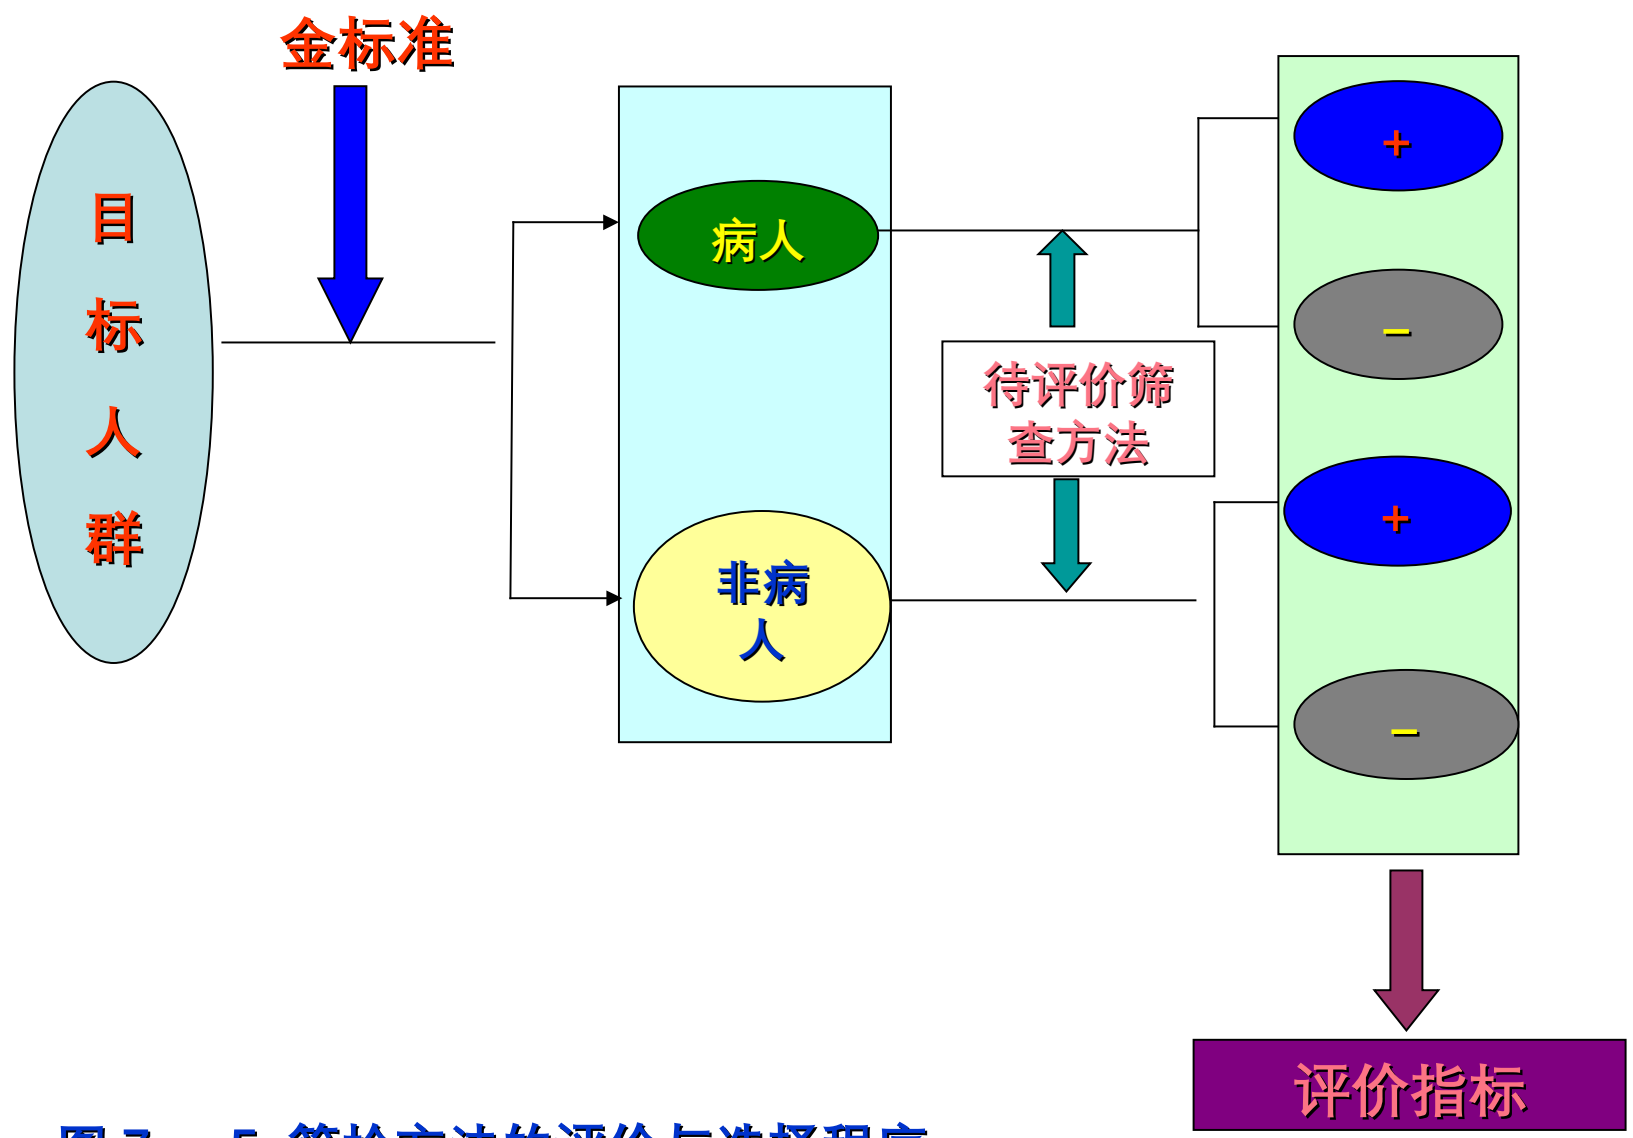 金标准
目
标
人
群
病人
非病
人
待评价筛
查方法
+
−
+
−
评价指标